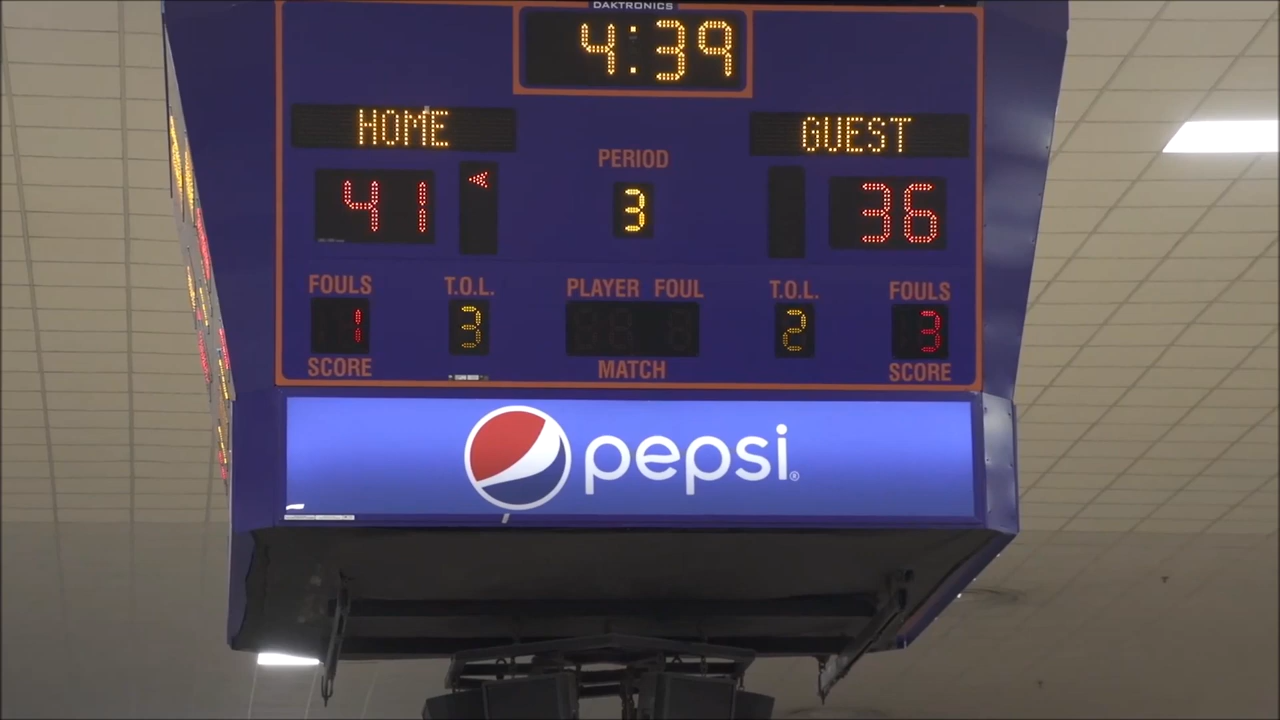 DAKTRONICS
4:39
HOME
GUEST
PERIOD
41
3
36
FOULS
T.O.L.
PLAYER FOUL
T.O.L.
FOULS
1
3
2
3
SCORE
MATCH
SCORE
pepsi